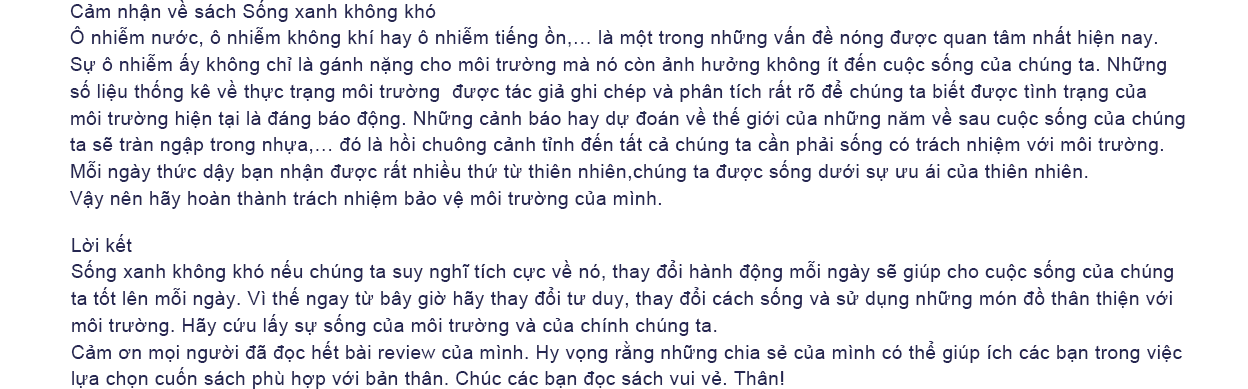 Cảm nhận về sách Sống xanh không khó
Ô nhiễm nước, ô nhiễm không khí hay ô nhiễm tiếng ồn,… là một trong những vấn đề nóng được quan tâm nhất hiện nay.
Sự ô nhiễm ấy không chỉ là gánh nặng cho môi trường mà nó còn ảnh hưởng không ít đến cuộc sống của chúng ta. Những
số liệu thống kê về thực trạng môi trường  được tác giả ghi chép và phân tích rất rõ để chúng ta biết được tình trạng của
môi trường hiện tại là đáng báo động. Những cảnh báo hay dự đoán về thế giới của những năm về sau cuộc sống của chúng
ta sẽ tràn ngập trong nhựa,… đó là hồi chuông cảnh tỉnh đến tất cả chúng ta cần phải sống có trách nhiệm với môi trường.
Mỗi ngày thức dậy bạn nhận được rất nhiều thứ từ thiên nhiên,chúng ta được sống dưới sự ưu ái của thiên nhiên.
Vậy nên hãy hoàn thành trách nhiệm bảo vệ môi trường của mình.
Lời kết
Sống xanh không khó nếu chúng ta suy nghĩ tích cực về nó, thay đổi hành động mỗi ngày sẽ giúp cho cuộc sống của chúng
ta tốt lên mỗi ngày. Vì thế ngay từ bây giờ hãy thay đổi tư duy, thay đổi cách sống và sử dụng những món đồ thân thiện với
môi trường. Hãy cứu lấy sự sống của môi trường và của chính chúng ta.
Cảm ơn mọi người đã đọc hết bài review của mình. Hy vọng rằng những chia sẻ của mình có thể giúp ích các bạn trong việc
lựa chọn cuốn sách phù hợp với bản thân. Chúc các bạn đọc sách vui vẻ. Thân!